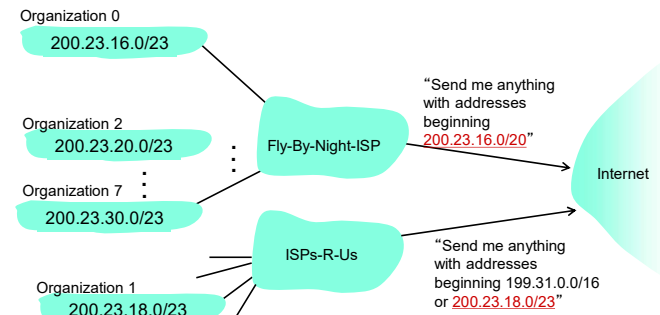 Organization 0
200.23.16.0/23
Organization 2
200.23.20.0/23
Organization 7
200.23.30.0/23
Fly-By-Night-ISP
“Send me anything
with addresses
beginning
200.23.16.0/20”
Internet
ISPs-R-Us
Organization 1
200.23.18.0/23
“Send me anything
with addresses
beginning 199.31.0.0/16
or 200.23.18.0/23”